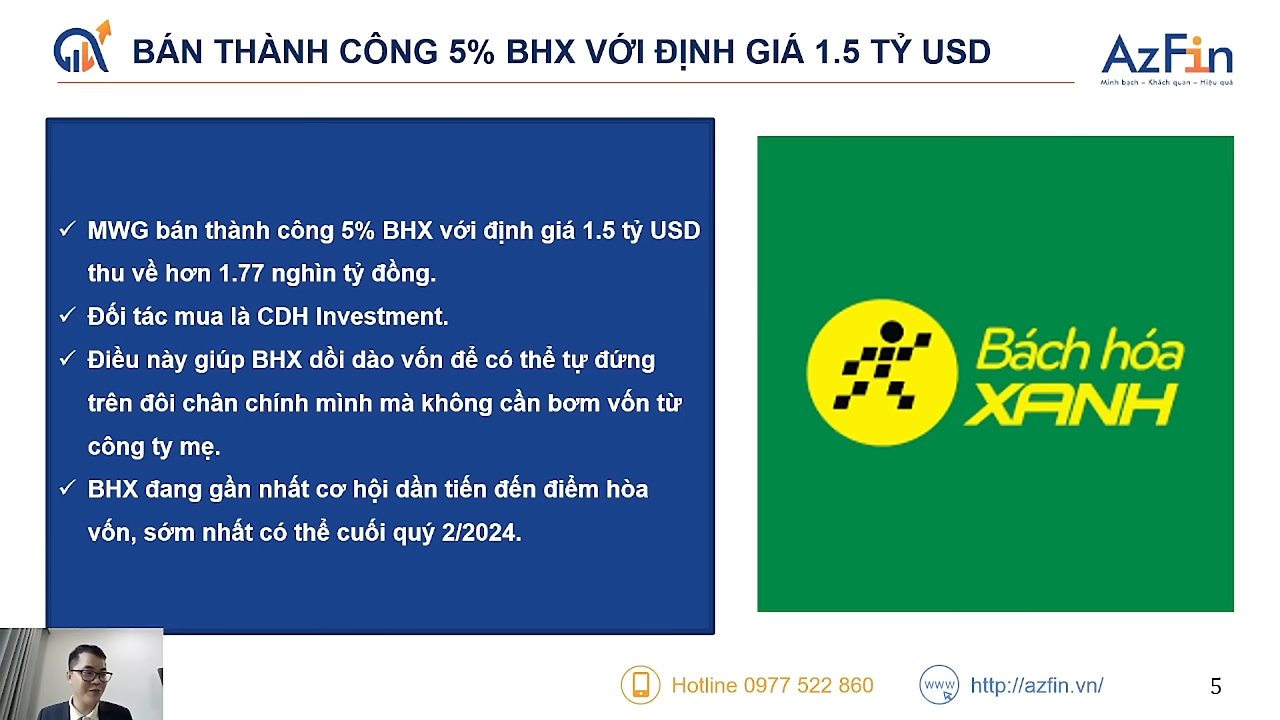 BÁN THÀNH CÔNG 5% BHX VỚI ĐỊNH GIÁ 1.5 TỶ USD
AzFin
Minh bạch – Khách quan – Hiệu quả
✓ MWG bán thành công 5% BHX với định giá 1.5 tỷ USD
thu về hơn 1.77 nghìn tỷ đồng.
✓ Đối tác mua là CDH Investment.
✓ Điều này giúp BHX dồi dào vốn để có thể tự đứng
trên đôi chân chính mình mà không cần bơm vốn từ
công ty mẹ.
✓ BHX đang gần nhất cơ hội dần tiến đến điểm hòa
vốn, sớm nhất có thể cuối quý 2/2024.
Bách hóa
XANH
Hotline 0977 522 860
www
http://azfin.vn/
5